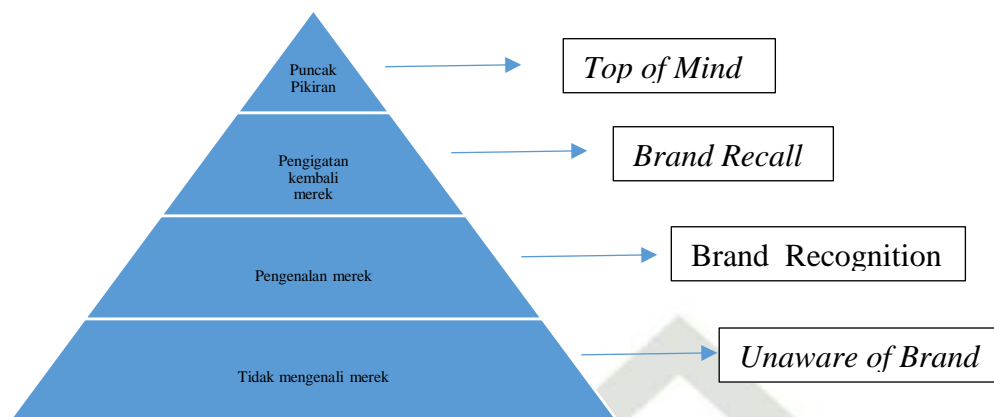 Puncak
Pikiran
Top of Mind
Pengigatan
kembali
merek
Brand Recall
Pengenalan merek
Brand Recognition
Tidak mengenali merek
Unaware of Brand